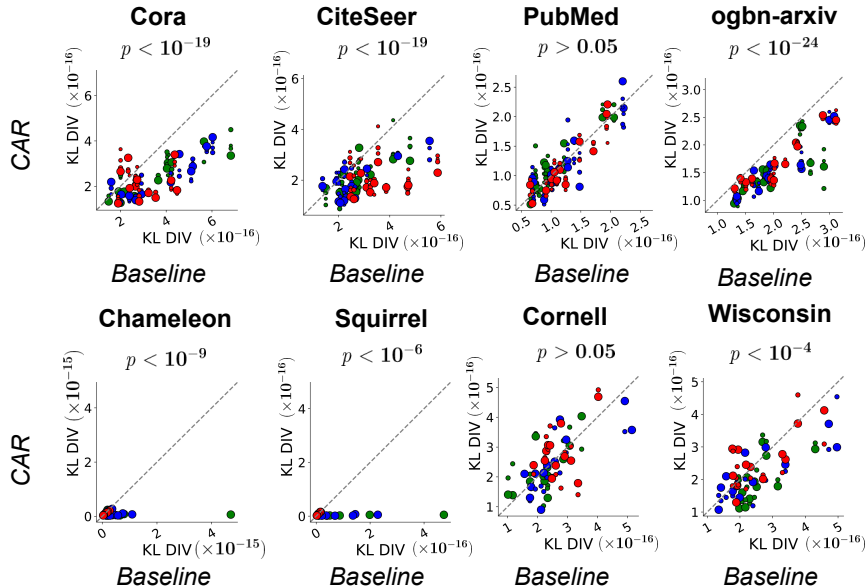 Cora CiteSeer PubMed ogbn-arxiv
p < 10⁻¹⁹ p < 10⁻¹⁹ p > 0.05 p < 10⁻²⁴
CAR
KL DIV (×10⁻¹⁶)
6
4
2
2 4 6
KL DIV (×10⁻¹⁶)
Baseline
KL DIV (×10⁻¹⁶)
6
4
2
2 4 6
KL DIV (×10⁻¹⁶)
Baseline
KL DIV (×10⁻¹⁶)
2.5
2.0
1.5
1.0
0.5
0.5 1.0 1.5 2.0 2.5
KL DIV (×10⁻¹⁶)
Baseline
KL DIV (×10⁻¹⁶)
3.0
2.5
2.0
1.5
1.0
1.0 1.5 2.0 2.5 3.0
KL DIV (×10⁻¹⁶)
Baseline
Chameleon Squirrel Cornell Wisconsin
p < 10⁻⁹ p < 10⁻⁶ p > 0.05 p < 10⁻⁴
CAR
KL DIV (×10⁻¹⁵)
4
2
0
0 2 4
KL DIV (×10⁻¹⁵)
Baseline
KL DIV (×10⁻¹⁵)
4
2
0
0 2 4
KL DIV (×10⁻¹⁶)
Baseline
KL DIV (×10⁻¹⁶)
5
4
3
2
1
1 2 3 4 5
KL DIV (×10⁻¹⁶)
Baseline
KL DIV (×10⁻¹⁶)
5
4
3
2
1
1 2 3 4 5
KL DIV (×10⁻¹⁶)
Baseline